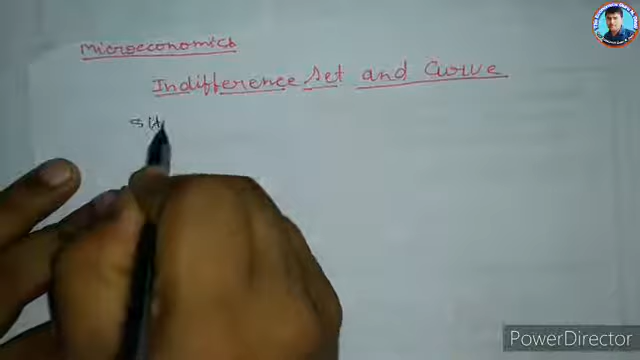 Microeconomics
Indifference Set and Curve
PowerDirector